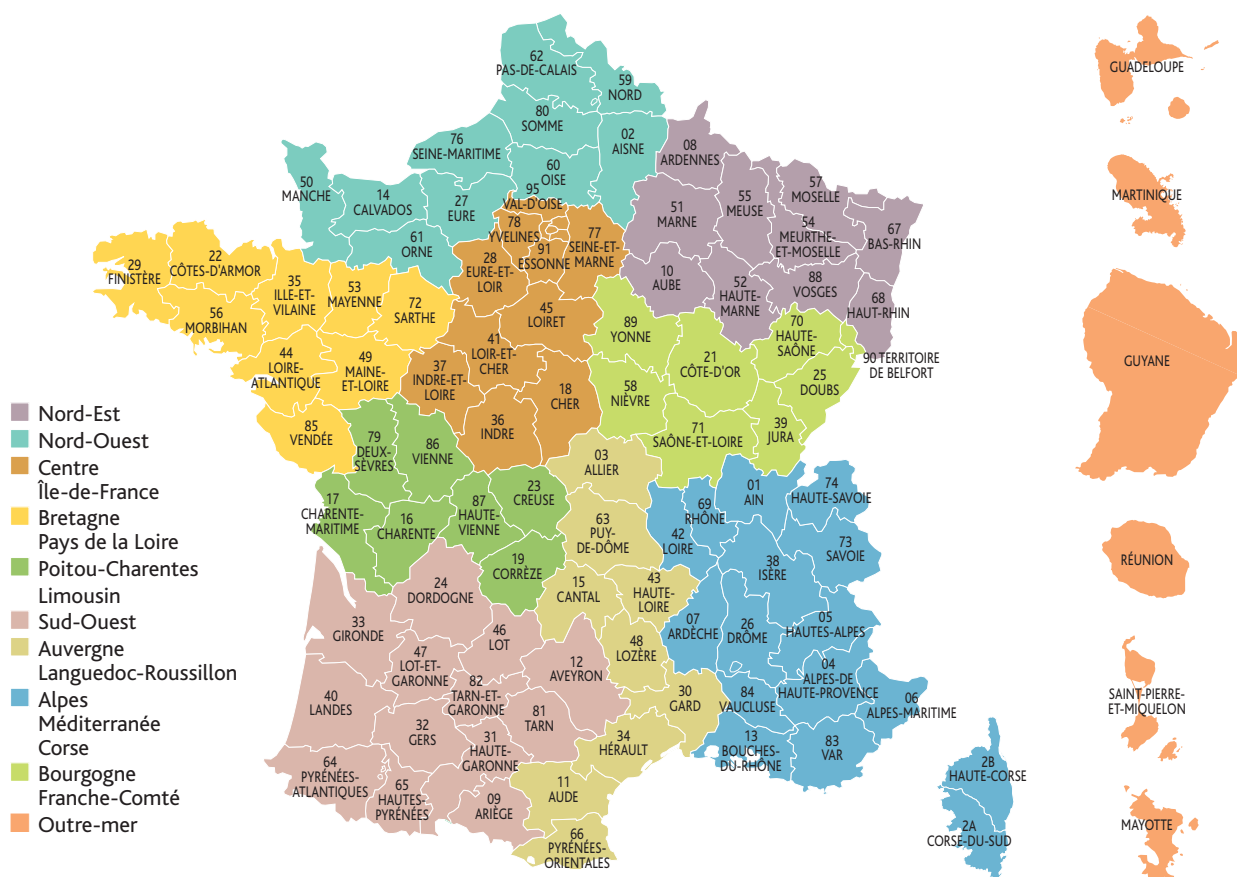 62
PAS-DE-CALAIS
59
NORD
80
SOMME
02
AISNE
76
SEINE-MARITIME
60
OISE
50
MANCHE
14
CALVADOS
27
EURE
61
ORNE
95
VAL-D'OISE
78
YVELINES
91
ESSONNE
77
SEINE-ET-
MARNE
28
EURE-ET-
LOIR
45
LOIRET
41
LOIR-ET-
CHER
37
INDRE-ET-
LOIRE
18
CHER
36
INDRE
08
ARDENNES
51
MARNE
55
MEUSE
57
MOSELLE
54
MEURTHE-
ET-MOSELLE
67
BAS-RHIN
10
AUBE
52
HAUTE-
MARNE
88
VOSGES
68
HAUT-RHIN
29
FINISTÈRE
22
CÔTES-D'ARMOR
35
ILLE-ET-
VILAINE
53
MAYENNE
72
SARTHE
56
MORBIHAN
44
LOIRE-
ATLANTIQUE
49
MAINE-
ET-LOIRE
85
VENDÉE
89
YONNE
21
CÔTE-D'OR
70
HAUTE-
SAÔNE
90 TERRITOIRE
DE BELFORT
25
DOUBS
58
NIÈVRE
71
SAÔNE-ET-LOIRE
39
JURA
79
DEUX-
SÈVRES
86
VIENNE
17
CHARENTE-
MARITIME
16
CHARENTE
87
HAUTE-
VIENNE
23
CREUSE
19
CORRÈZE
03
ALLIER
63
PUY-
DE-DÔME
15
CANTAL
43
HAUTE-
LOIRE
48
LOZÈRE
30
GARD
34
HÉRAULT
11
AUDE
66
PYRÉNÉES-
ORIENTALES
01
AIN
74
HAUTE-SAVOIE
69
RHÔNE
42
LOIRE
73
SAVOIE
38
ISÈRE
07
ARDÈCHE
26
DRÔME
05
HAUTES-ALPES
04
ALPES-DE
HAUTE-PROVENCE
06
ALPES-MARITIME
84
VAUCLUSE
13
BOUCHES-
DU-RHÔNE
83
VAR
2B
HAUTE-CORSE
2A
CORSE-DU-SUD
24
DORDOGNE
33
GIRONDE
46
LOT
47
LOT-ET-
GARONNE
12
AVEYRON
40
LANDES
82
TARN-ET-
GARONNE
81
TARN
32
GERS
31
HAUTE-
GARONNE
64
PYRÉNÉES-
ATLANTIQUES
65
HAUTES-
PYRÉNÉES
09
ARIÈGE
Nord-Est
Nord-Ouest
Centre
Île-de-France
Bretagne
Pays de la Loire
Poitou-Charentes
Limousin
Sud-Ouest
Auvergne
Languedoc-Roussillon
Alpes
Méditerranée
Corse
Bourgogne
Franche-Comté
Outre-mer
GUADELOUPE
MARTINIQUE
GUYANE
RÉUNION
SAINT-PIERRE-
ET-MIQUELON
MAYOTTE